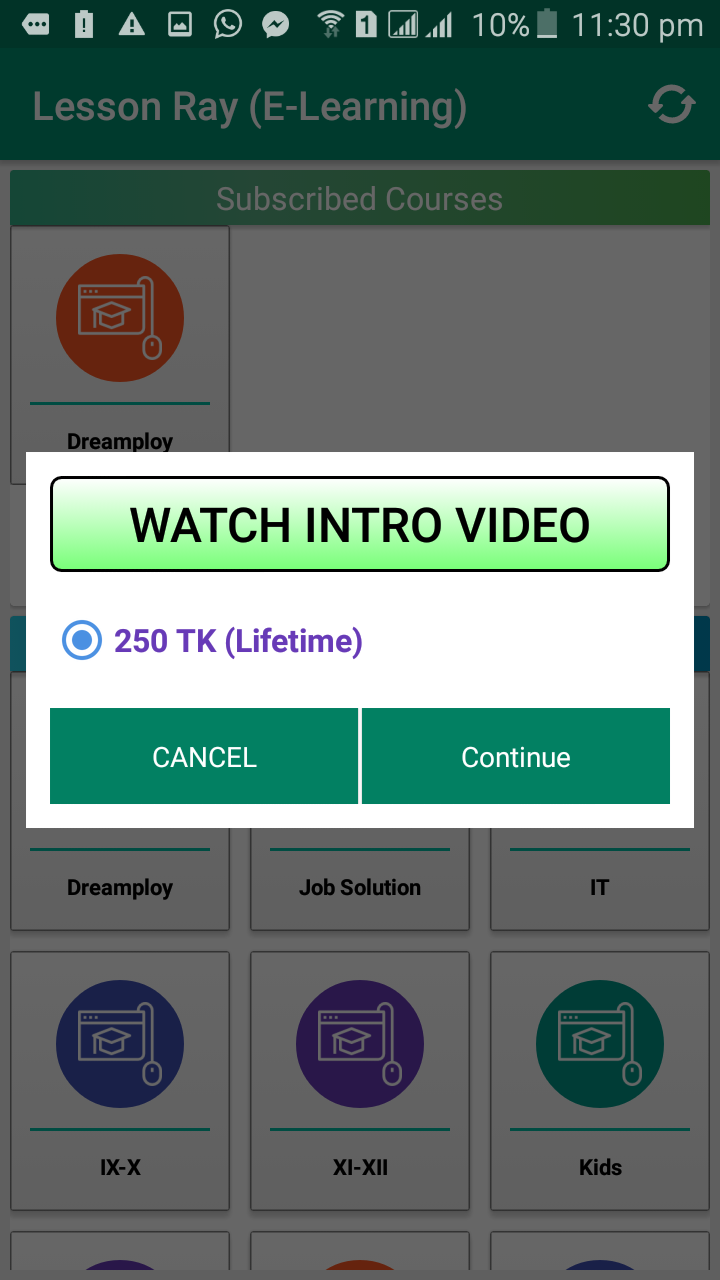 1 10% 11:30 pm
Lesson Ray (E-Learning)
Subscribed Courses
Dreamploy
WATCH INTRO VIDEO
250 TK (Lifetime)
CANCEL Continue
Dreamploy Job Solution IT
IX-X XI-XII Kids